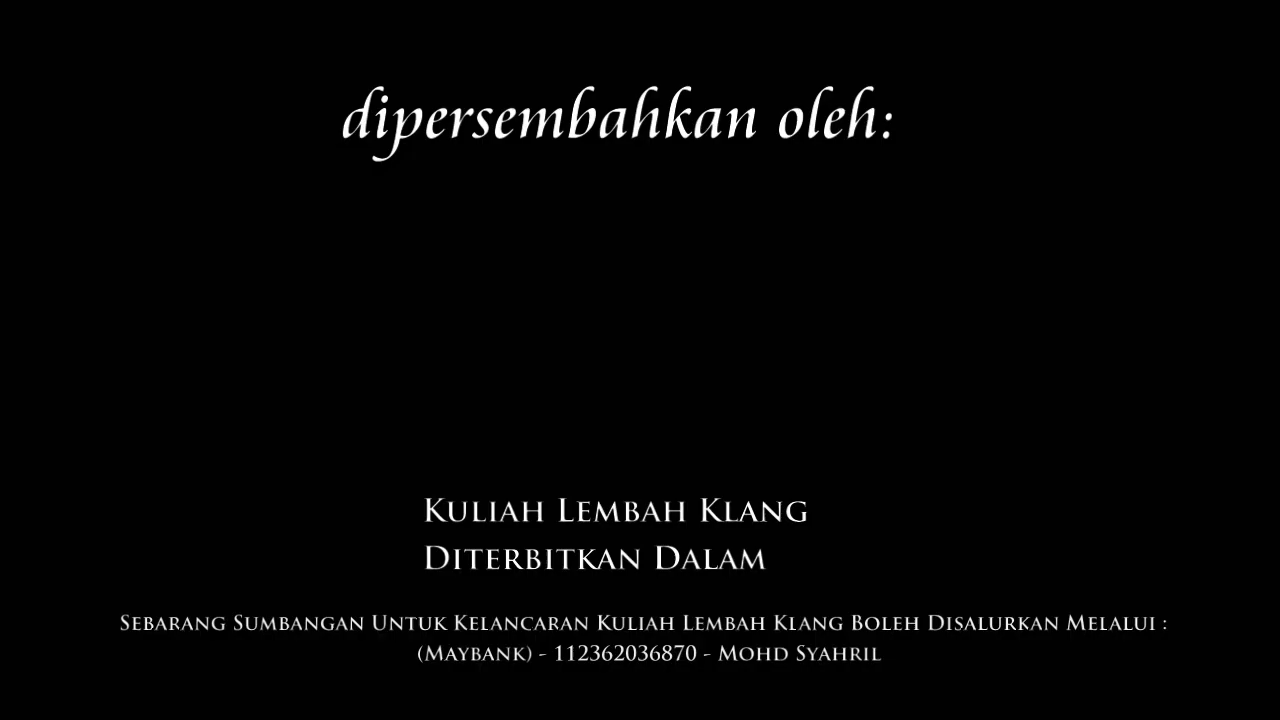 dipersembahkan oleh:
Kuliah Lembah Klang
Diterbitkan Dalam
Sebarang Sumbangan Untuk Kelancaran Kuliah Lembah Klang Boleh Disalurkan Melalui :
(Maybank) - 112362036870 - Mohd Syahril